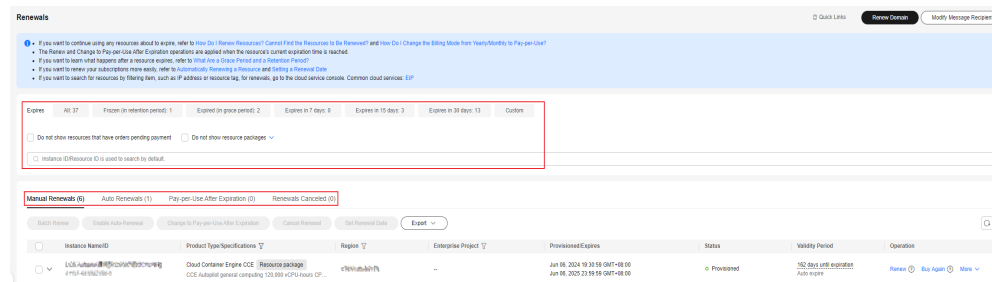 Renewals
Quick Links
Renew Domain
Modify Message Recipient
If you want to continue using any resources about to expire, refer to How Do I Renew Resources? Cannot Find the Resources to Be Renewed? and How Do I Change the Billing Mode from Yearly/Monthly to Pay-per-Use?
The Renew and Change to Pay-per-Use After Expiration operations are applied when the resource's current expiration time is reached.
If you want to learn what happens after a resource expires, refer to What Are a Grace Period and a Retention Period?
If you want to renew your subscriptions more easily, refer to Automatically Renewing a Resource and Setting a Renewal Date
If you want to search for resources by filtering item, such as IP address or resource tag, for renewals, go to the cloud service console. Common cloud services: EIP
Expires All: 37 Frozen (in retention period): 1 Expired (in grace period): 2 Expires in 7 days: 0 Expires in 15 days: 3 Expires in 30 days: 13 Custom
Do not show resources that have orders pending payment Do not show resource packages
Instance ID/Resource ID is used to search by default.
Manual Renewals (6) Auto Renewals (1) Pay-per-Use After Expiration (0) Renewals Canceled (0)
Batch Renew Enable Auto-Renewal Change to Pay-per-Use After Expiration Cancel Renewal Set Renewal Date Export
Instance Name/ID Product Type/Specifications Region Enterprise Project Provisioned/Expires Status Validity Period Operation
Cloud Container Engine CCE Resource package
CCE Autopilot general computing 120,000 vCPU-hours CP...
--
Jun 06, 2024 19:30:59 GMT+08:00
Jun 06, 2025 23:59:59 GMT+08:00
Provisioned
162 days until expiration
Auto expire
Renew Buy Again More